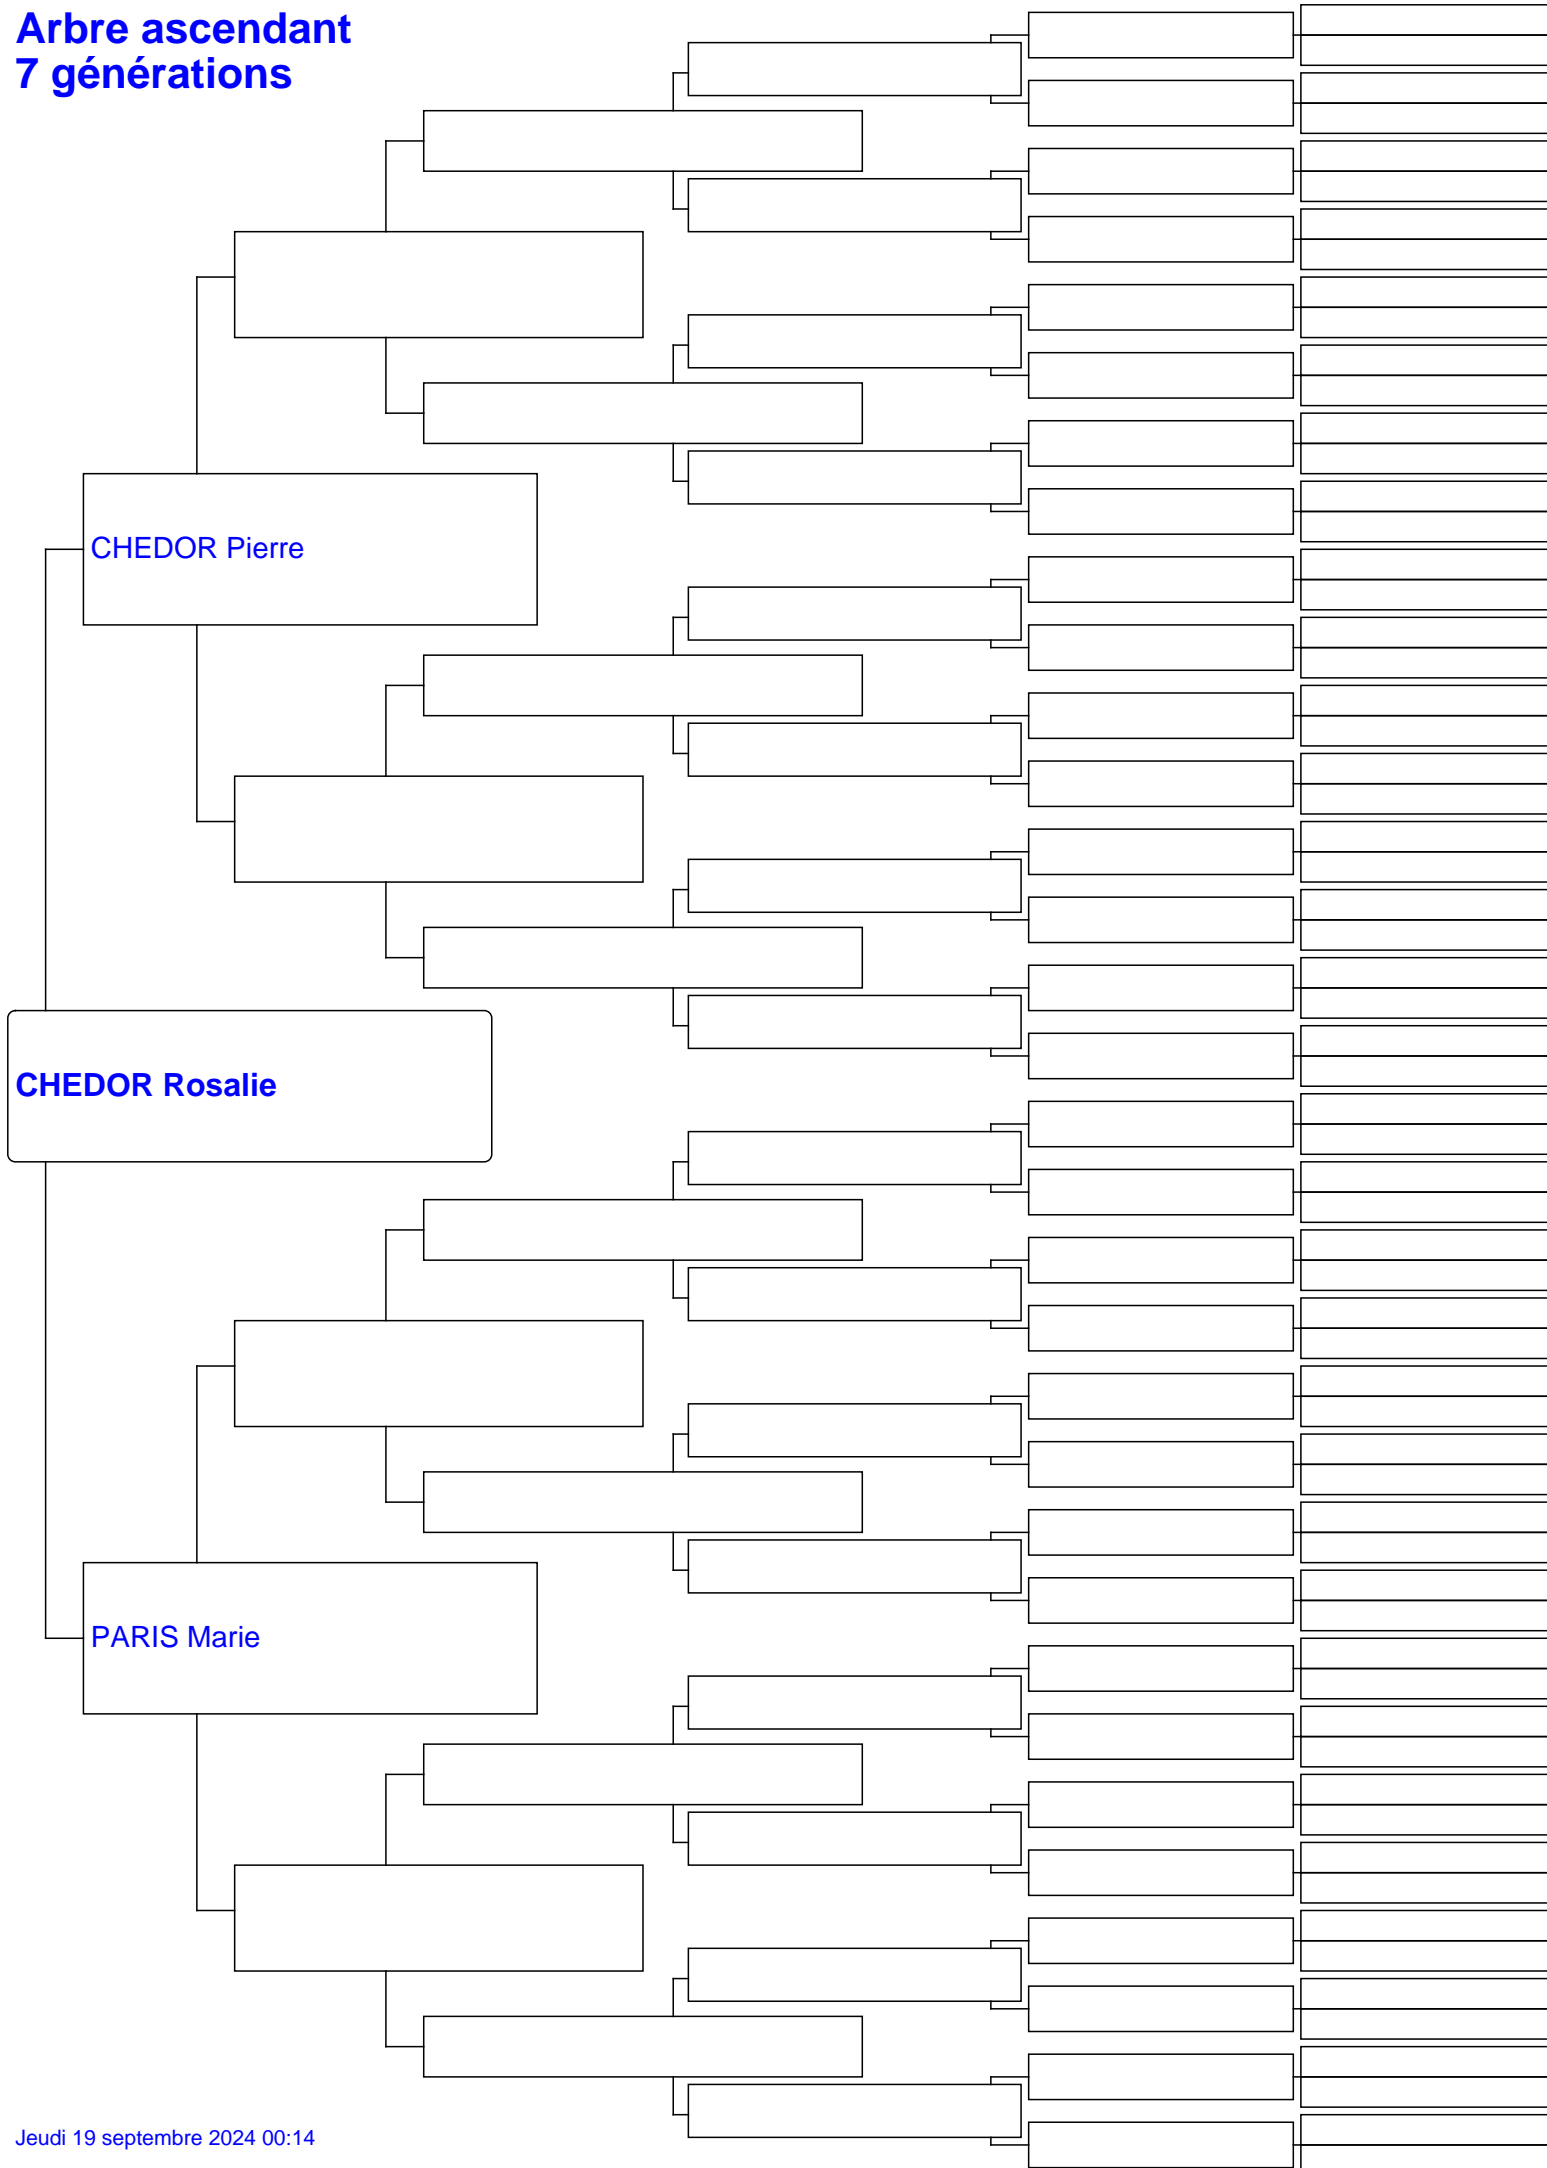 Arbre ascendant
7 générations
CHEDOR Pierre
CHEDOR Rosalie
PARIS Marie
Jeudi 19 septembre 2024 00:14